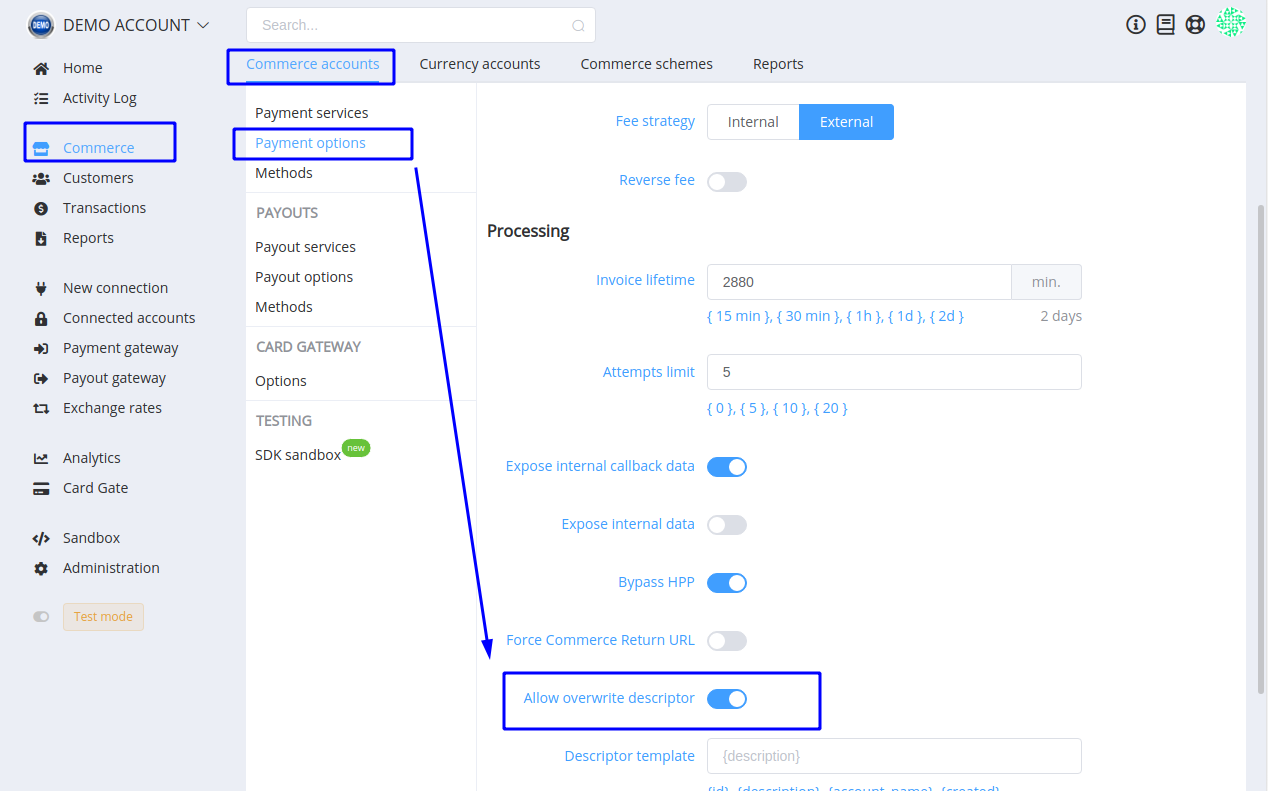 DEMO
DEMO ACCOUNT
Search...
Home
Activity Log
Commerce
Customers
Transactions
Reports
New connection
Connected accounts
Payment gateway
Payout gateway
Exchange rates
Analytics
Card Gate
Sandbox
Administration
Test mode
Commerce accounts
Currency accounts
Commerce schemes
Reports
Payment services
Payment options
Methods
PAYOUTS
Payout services
Payout options
Methods
CARD GATEWAY
Options
TESTING
SDK sandbox new
Fee strategy Internal External
Reverse fee
Processing
Invoice lifetime 2880 min.
{ 15 min }, { 30 min }, { 1h }, { 1d }, { 2d } 2 days
Attempts limit 5
{ 0 }, { 5 }, { 10 }, { 20 }
Expose internal callback data
Expose internal data
Bypass HPP
Force Commerce Return URL
Allow overwrite descriptor
Descriptor template {description}
{id}, {description}, {account_name}, {created}